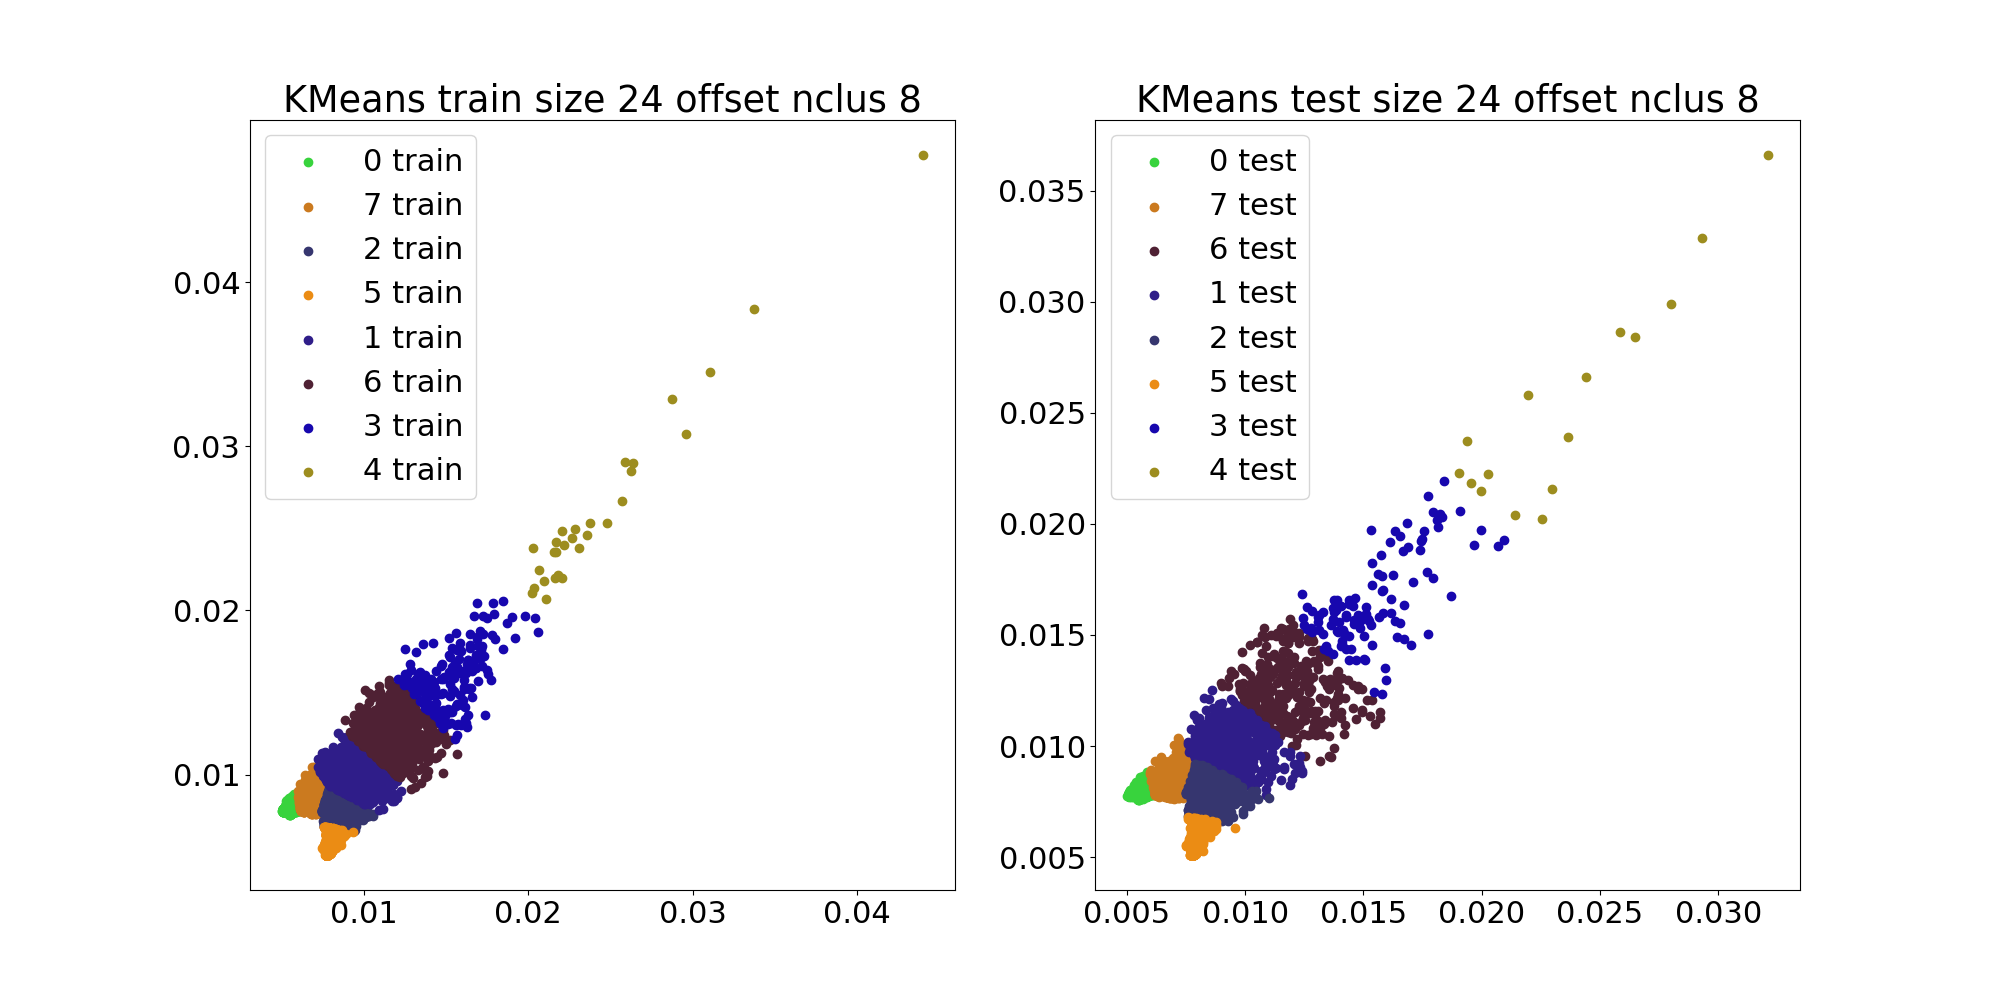 KMeans train size 24 offset nclus 8
0 train
7 train
2 train
5 train
1 train
6 train
3 train
4 train
0.04
0.03
0.02
0.01
0.01 0.02 0.03 0.04
KMeans test size 24 offset nclus 8
0 test
7 test
6 test
1 test
2 test
5 test
3 test
4 test
0.035
0.030
0.025
0.020
0.015
0.010
0.005
0.005 0.010 0.015 0.020 0.025 0.030